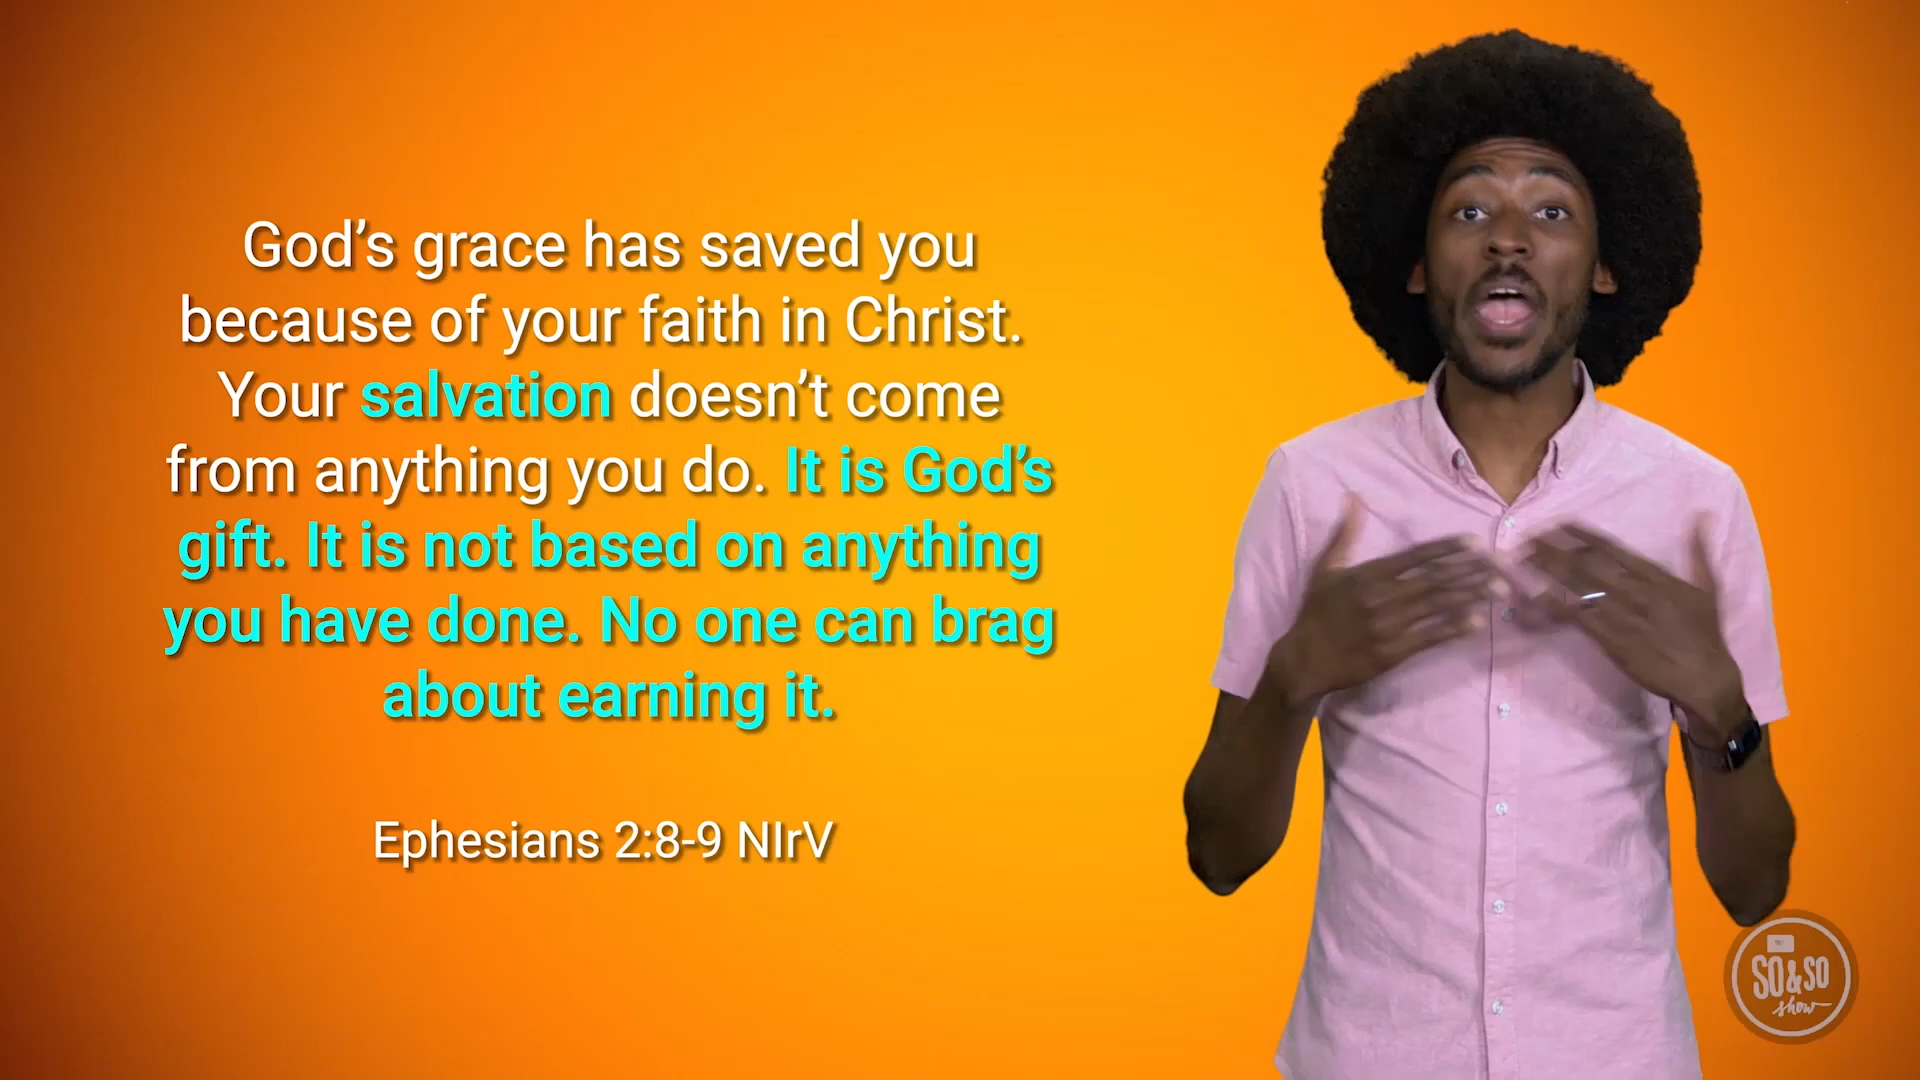 God’s grace has saved you
because of your faith in Christ.
Your salvation doesn’t come
from anything you do. It is God’s
gift. It is not based on anything
you have done. No one can brag
about earning it.
Ephesians 2:8-9 NIrV
SO&SO
show